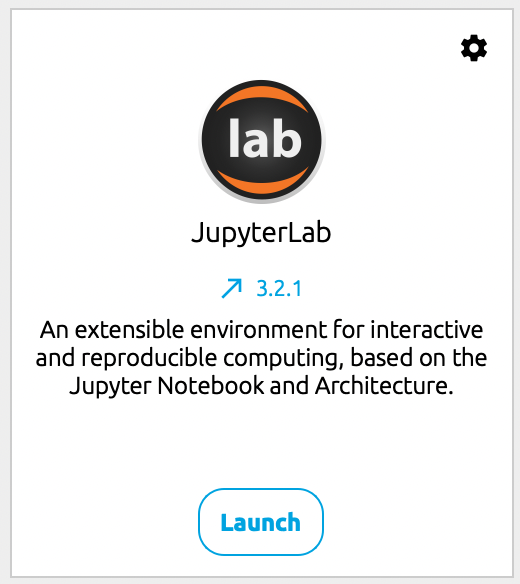 lab
JupyterLab
3.2.1
An extensible environment for interactive
and reproducible computing, based on the
Jupyter Notebook and Architecture.
Launch